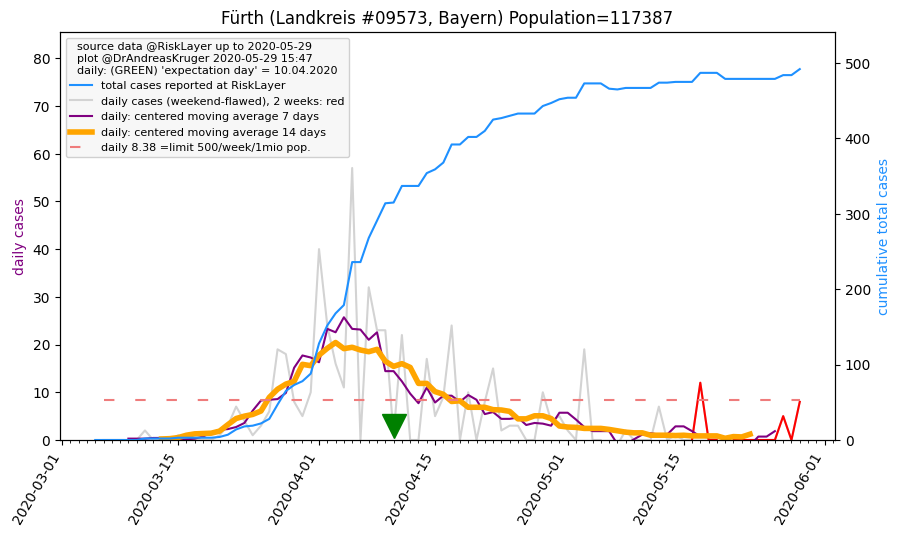 Fürth (Landkreis #09573, Bayern) Population=117387
source data @RiskLayer up to 2020-05-29
plot @DrAndreasKruger 2020-05-29 15:47
daily: (GREEN) 'expectation day' = 10.04.2020
total cases reported at RiskLayer
daily cases (weekend-flawed), 2 weeks: red
daily: centered moving average 7 days
daily: centered moving average 14 days
daily 8.38 =limit 500/week/1mio pop.
daily cases
80
70
60
50
40
30
20
10
0
cumulative total cases
500
400
300
200
100
0
2020-03-01
2020-03-15
2020-04-01
2020-04-15
2020-05-01
2020-05-15
2020-06-01